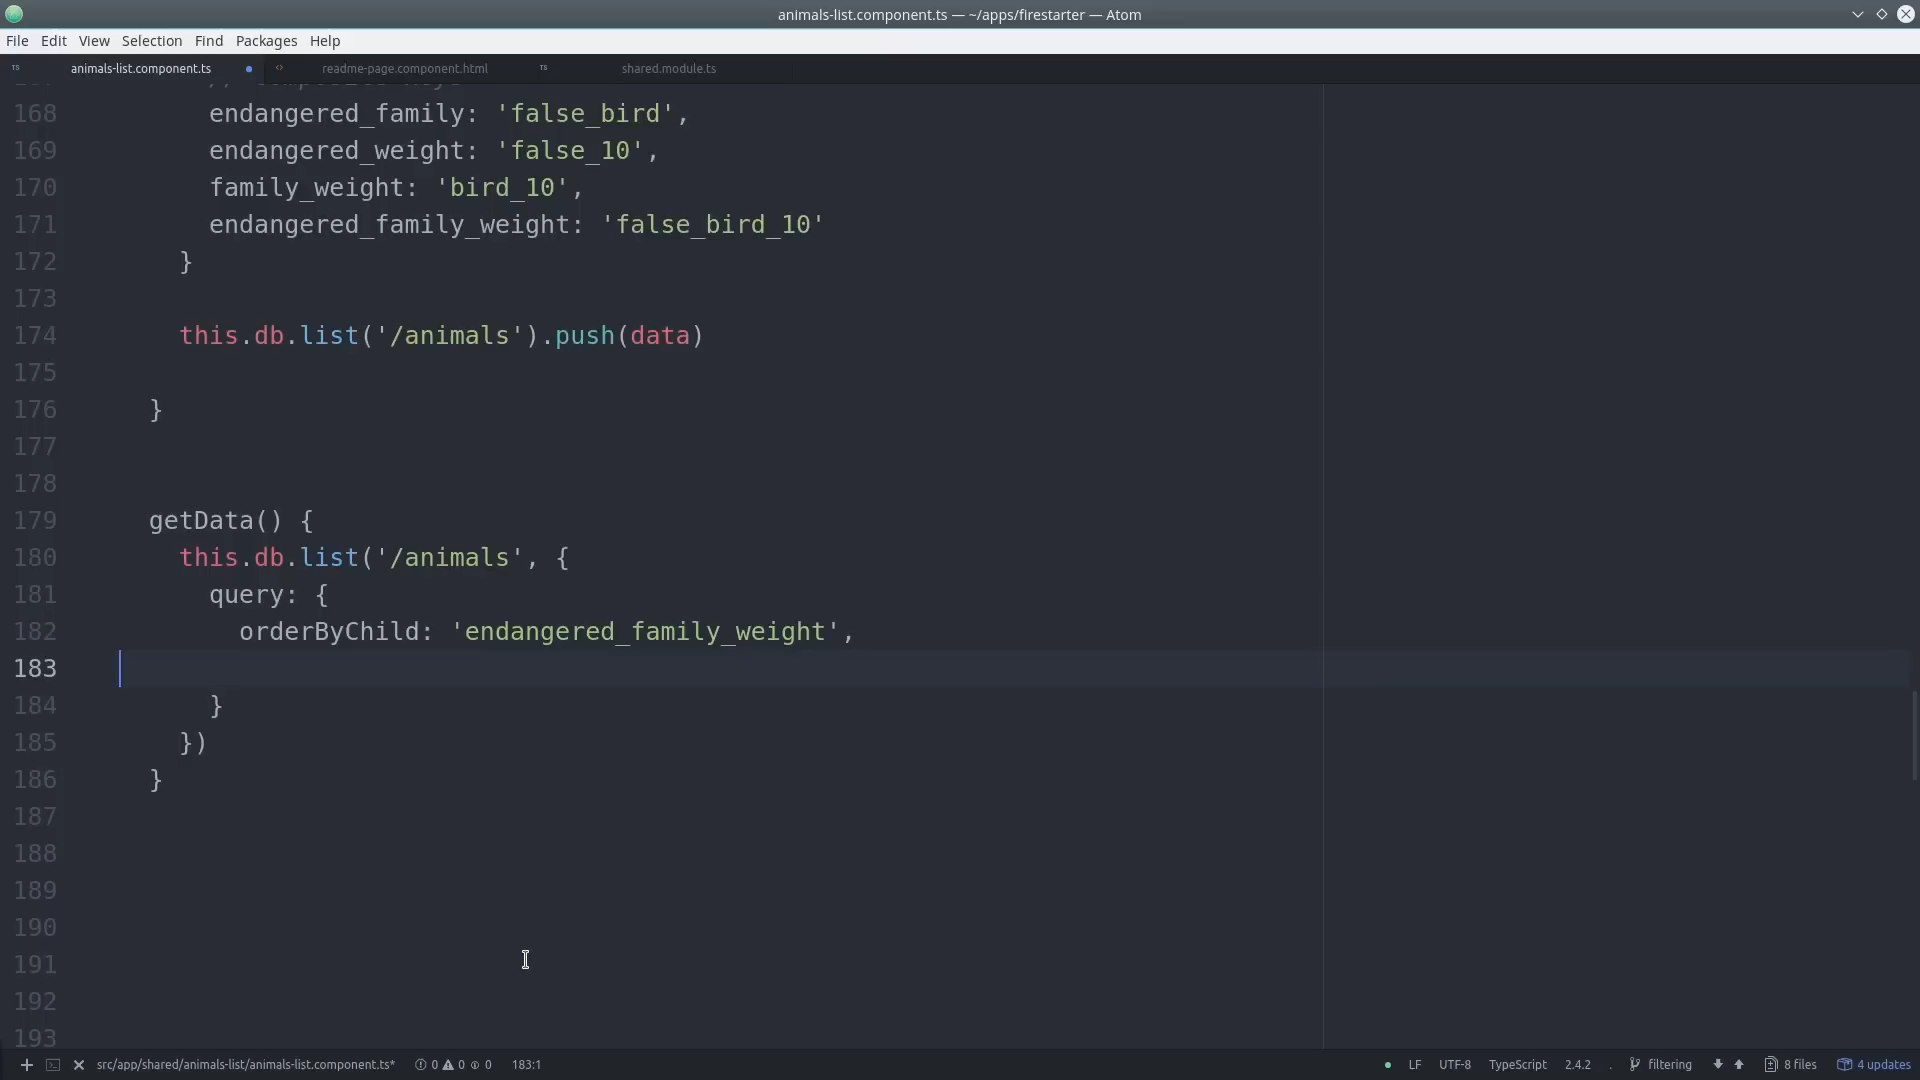 animals-list.component.ts — ~/apps/firestarter — Atom
File Edit View Selection Find Packages Help
TS animals-list.component.ts <> readme-page.component.html TS shared.module.ts
168 endangered_family: 'false_bird',
169 endangered_weight: 'false_10',
170 family_weight: 'bird_10',
171 endangered_family_weight: 'false_bird_10'
172 }
173
174 this.db.list('/animals').push(data)
175
176 }
177
178
179 getData() {
180 this.db.list('/animals', {
181 query: {
182 orderByChild: 'endangered_family_weight',
183
184 }
185 })
186 }
187
188
189
190
191
192
193
src/app/shared/animals-list/animals-list.component.ts* 0 0 0 183:1 LF UTF-8 TypeScript 2.4.2 . filtering 8 files 4 updates